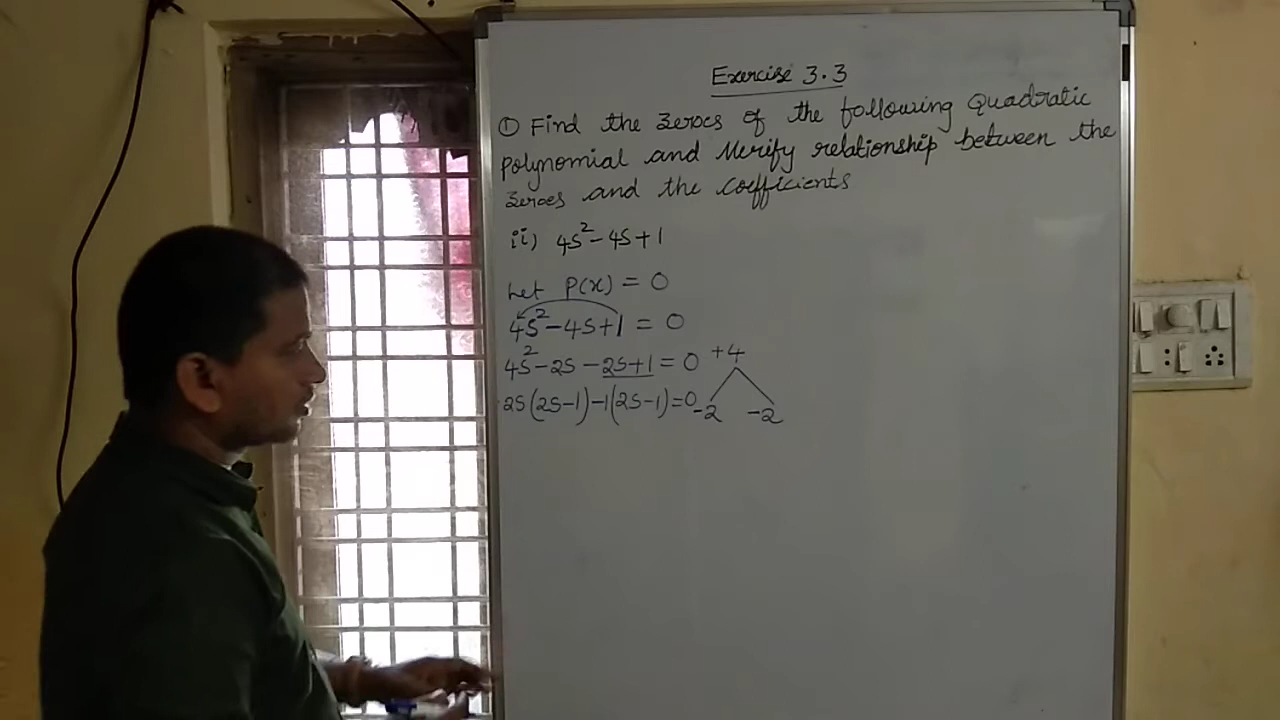 Exercise 3.3
① Find the zeroes of the following Quadratic
polynomial and Verify relationship between the
zeroes and the coefficients
ii) 4s² - 4s + 1
Let P(x) = 0
4s² - 4s + 1 = 0
4s² - 2s - 2s + 1 = 0 +4
2s(2s - 1) - 1(2s - 1) = 0 -2 -2